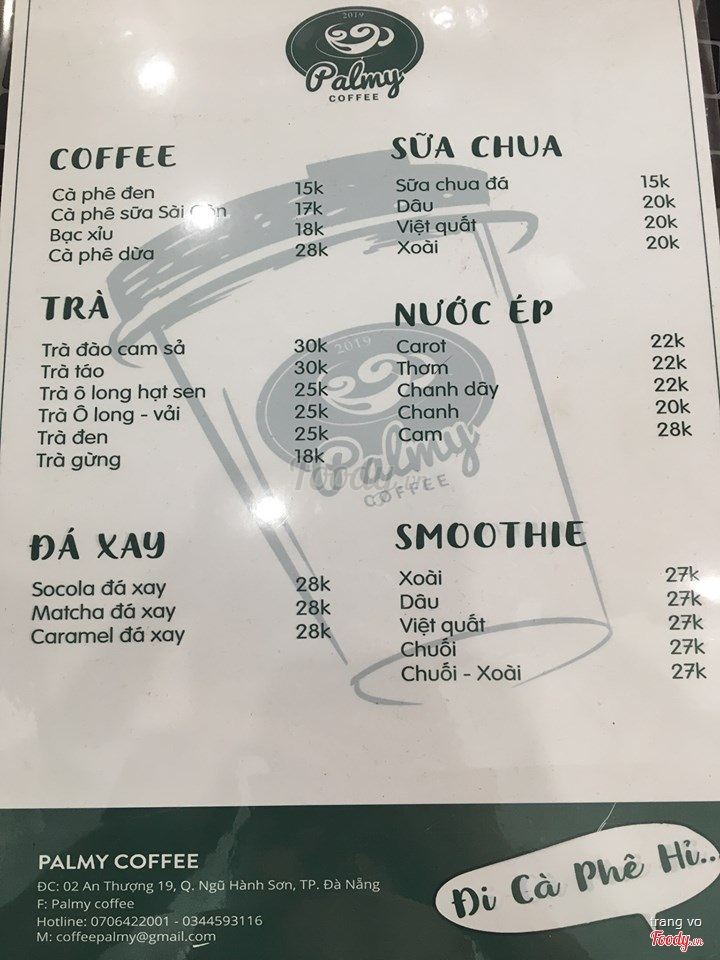 2019
Palmy
COFFEE
COFFEE
Cà phê đen 15k
Cà phê sữa Sài Gòn 17k
Bạc xỉu 18k
Cà phê dừa 28k
SỮA CHUA
Sữa chua đá 15k
Dâu 20k
Việt quất 20k
Xoài 20k
TRÀ
Trà đào cam sả 30k
Trà táo 30k
Trà ô long hạt sen 25k
Trà Ô long - vải 25k
Trà đen 25k
Trà gừng 18k
NƯỚC ÉP
Carot 22k
Thơm 22k
Chanh dây 22k
Chanh 20k
Cam 28k
2019
Palmy
COFFEE
Foody.vn
ĐÁ XAY
Socola đá xay 28k
Matcha đá xay 28k
Caramel đá xay 28k
SMOOTHIE
Xoài 27k
Dâu 27k
Việt quất 27k
Chuối 27k
Chuối - Xoài 27k
PALMY COFFEE
ĐC: 02 An Thượng 19, Q. Ngũ Hành Sơn, TP. Đà Nẵng
F: Palmy coffee
Hotline: 0706422001 - 0344593116
M: coffeepalmy@gmail.com
Đi Cà Phê Hỉ...
trang vo
Foody.vn